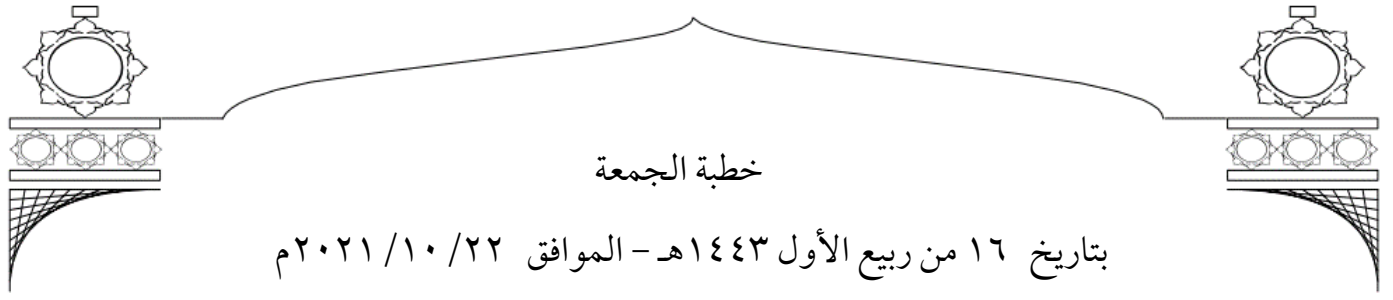 خطبة الجمعة
بتاريخ ١٦ من ربيع الأول ١٤٤٣هـ – الموافق ٢٢/ ١٠/ ٢٠٢١م